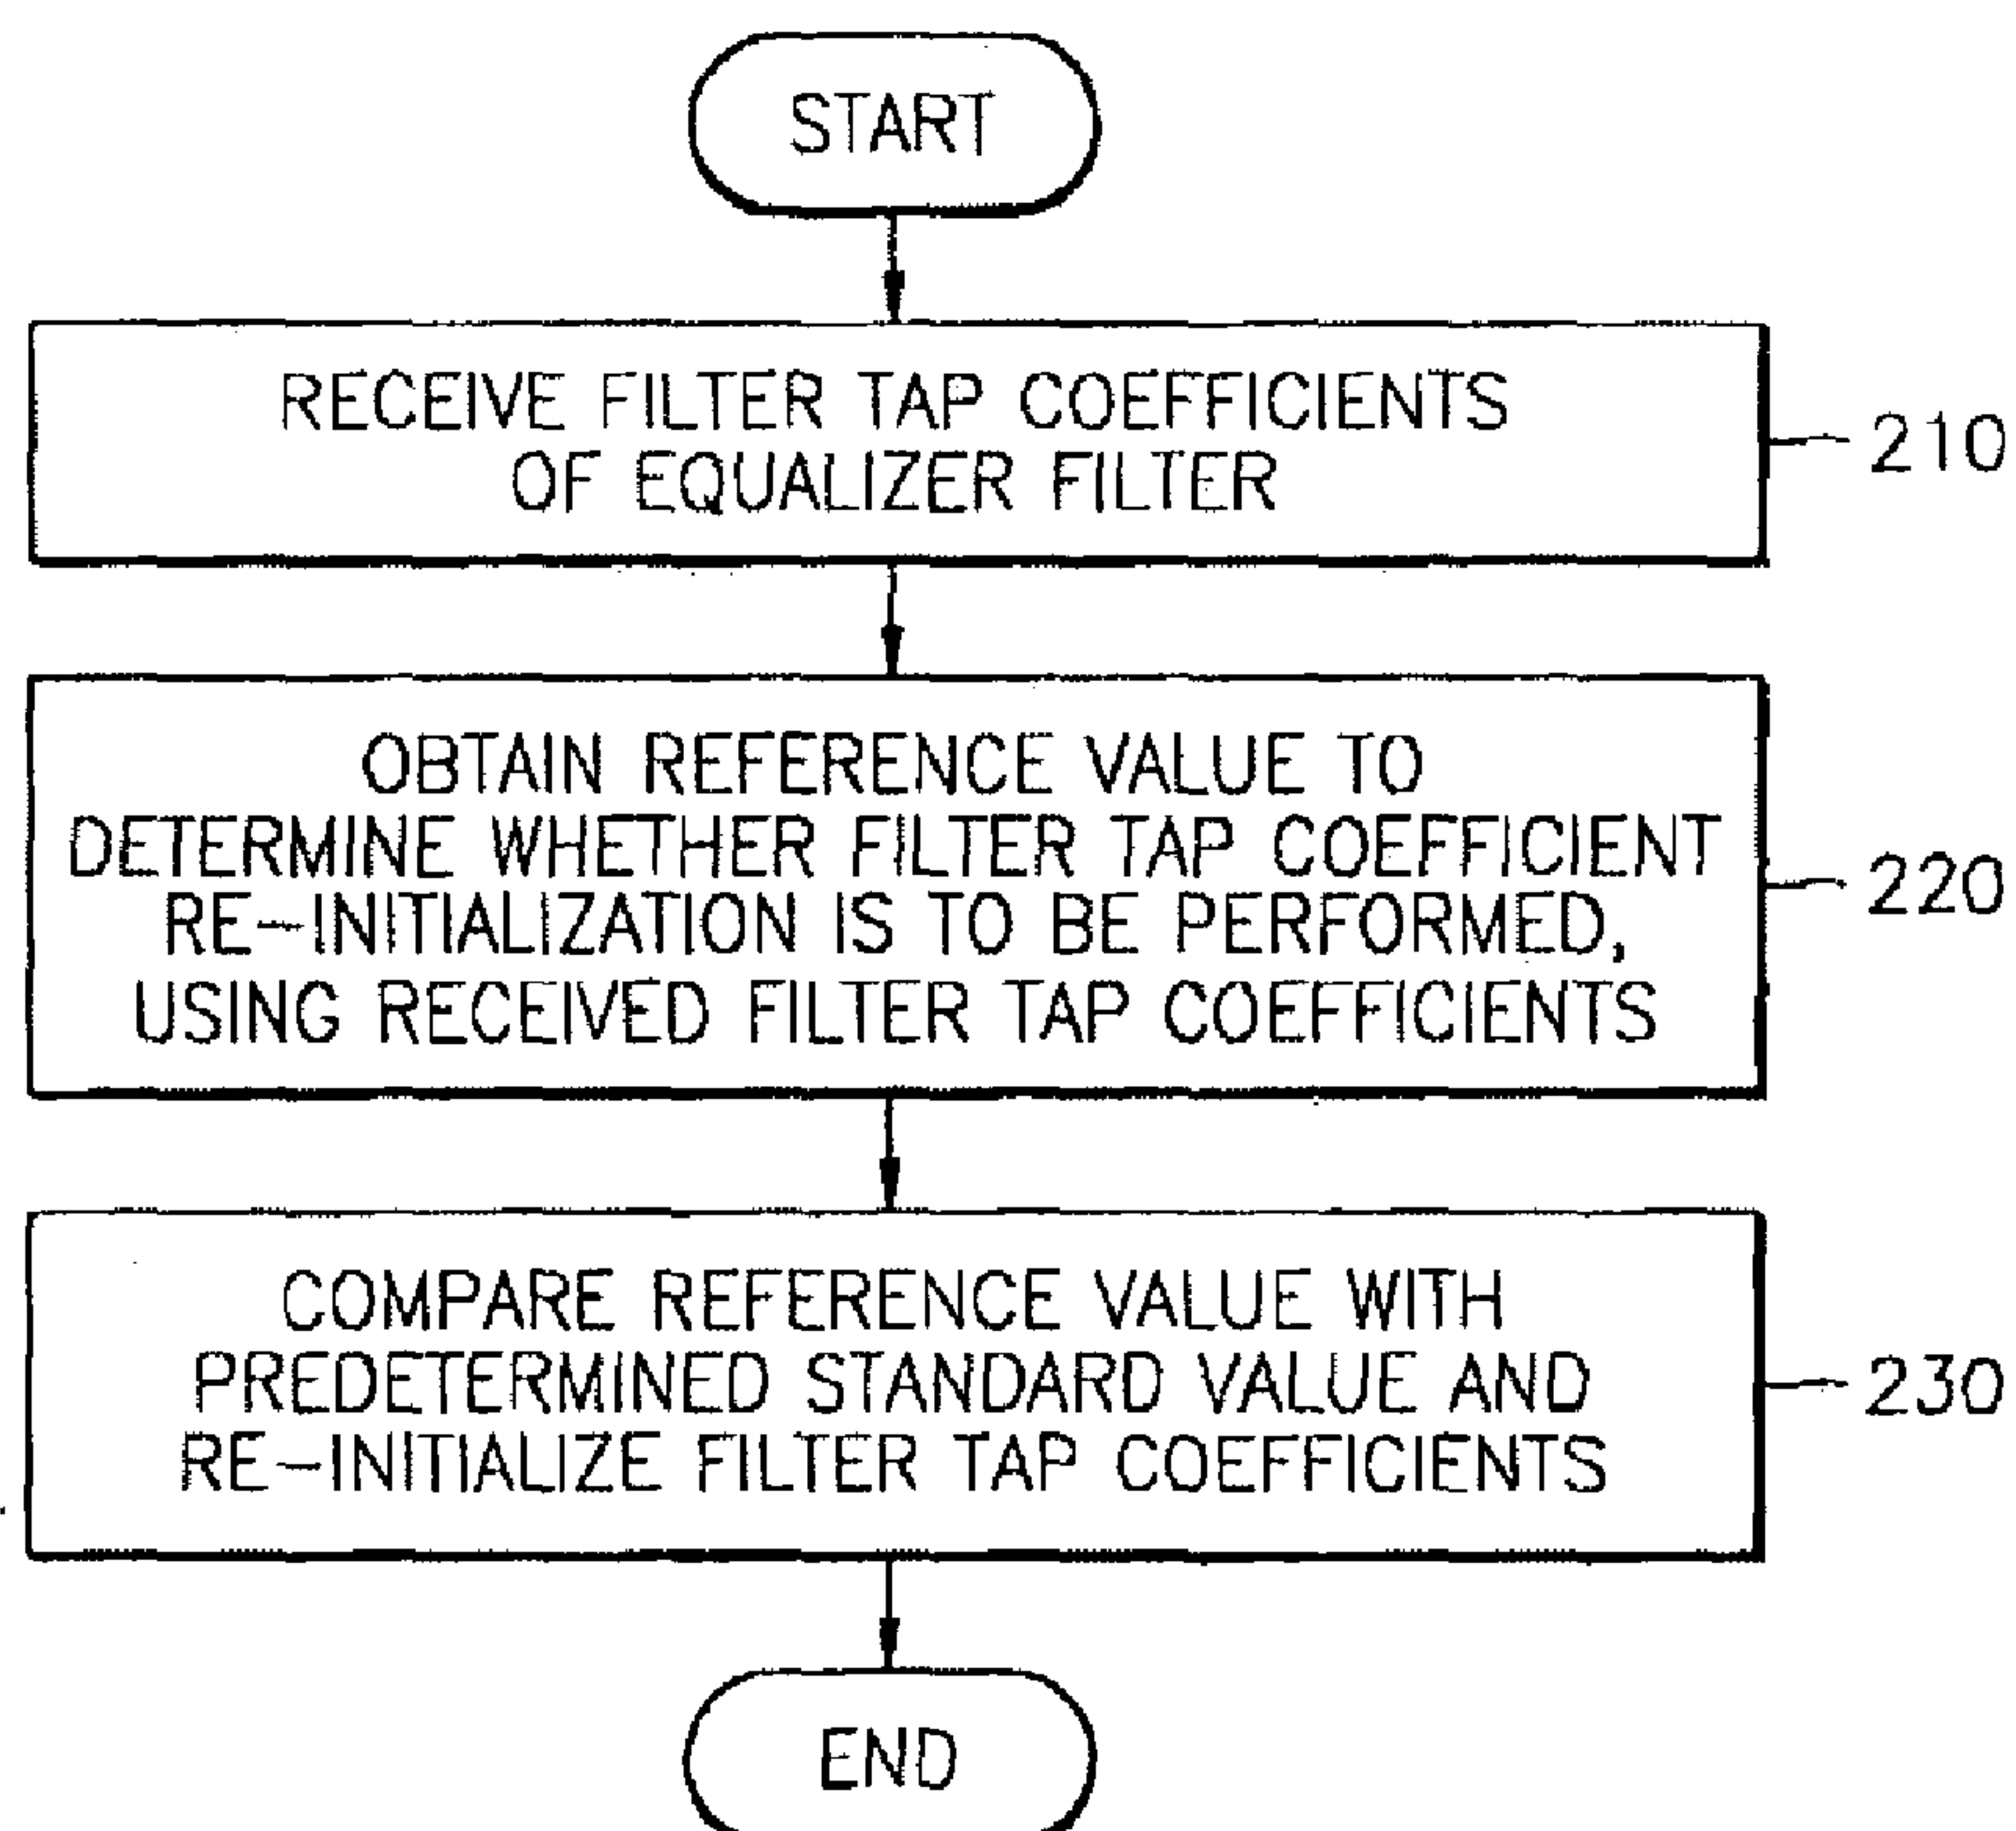 START
RECEIVE FILTER TAP COEFFICIENTS
OF EQUALIZER FILTER
210
OBTAIN REFERENCE VALUE TO
DETERMINE WHETHER FILTER TAP COEFFICIENT
RE-INITIALIZATION IS TO BE PERFORMED,
USING RECEIVED FILTER TAP COEFFICIENTS
220
COMPARE REFERENCE VALUE WITH
PREDETERMINED STANDARD VALUE AND
RE-INITIALIZE FILTER TAP COEFFICIENTS
230
END